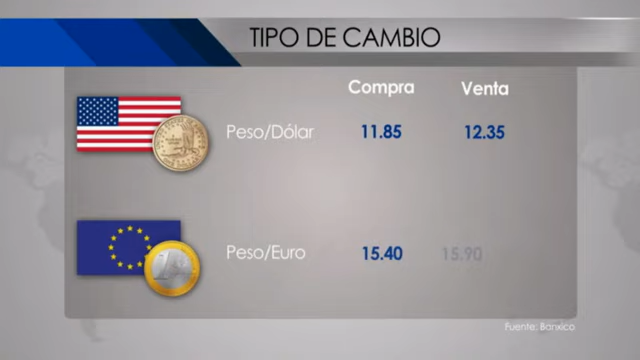 TIPO DE CAMBIO
Compra Venta
Peso/Dólar 11.85 12.35
Peso/Euro 15.40 15.90
Fuente: Banxico